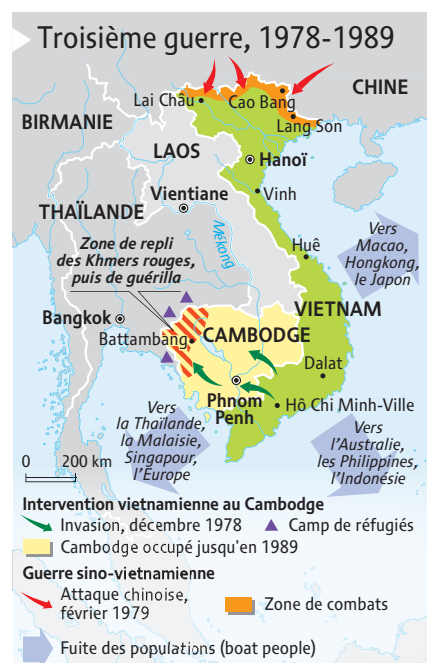 Troisième guerre, 1978-1989
CHINE
Lai Châu
Cao Bang
BIRMANIE
Lang Son
LAOS
Hanoï
Vientiane
Vinh
THAÏLANDE
Zone de repli
des Khmers rouges,
puis de guérilla
Mékong
Huê
Vers
Macao,
Hongkong,
le Japon
Bangkok
VIETNAM
CAMBODGE
Battambang
Dalat
Phnom
Penh
Hô Chi Minh-Ville
Vers
la Thaïlande,
la Malaisie,
Singapour,
l'Europe
Vers
l'Australie,
les Philippines,
l'Indonésie
0 200 km
Intervention vietnamienne au Cambodge
Invasion, décembre 1978
Camp de réfugiés
Cambodge occupé jusqu'en 1989
Guerre sino-vietnamienne
Attaque chinoise,
février 1979
Zone de combats
Fuite des populations (boat people)